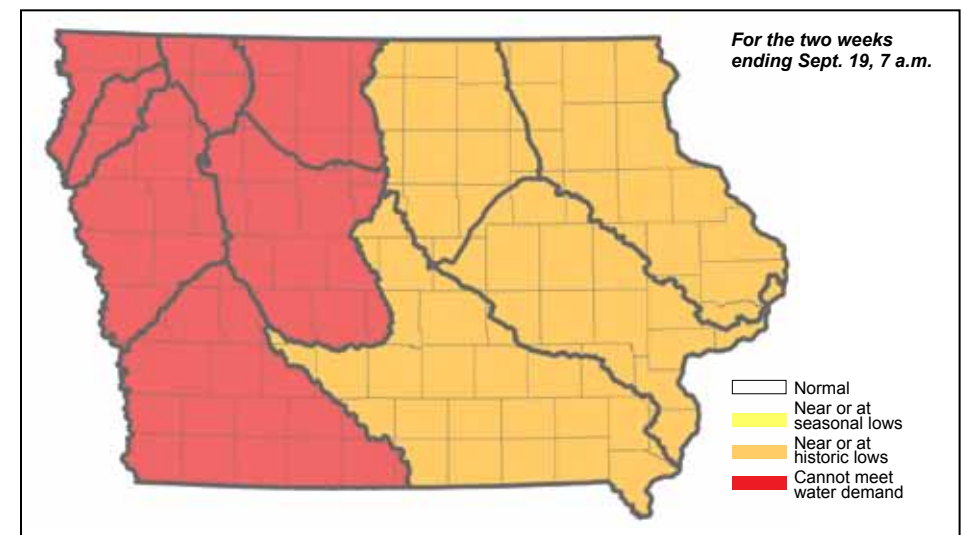 For the two weeks
ending Sept. 19, 7 a.m.
Normal
Near or at
seasonal lows
Near or at
historic lows
Cannot meet
water demand